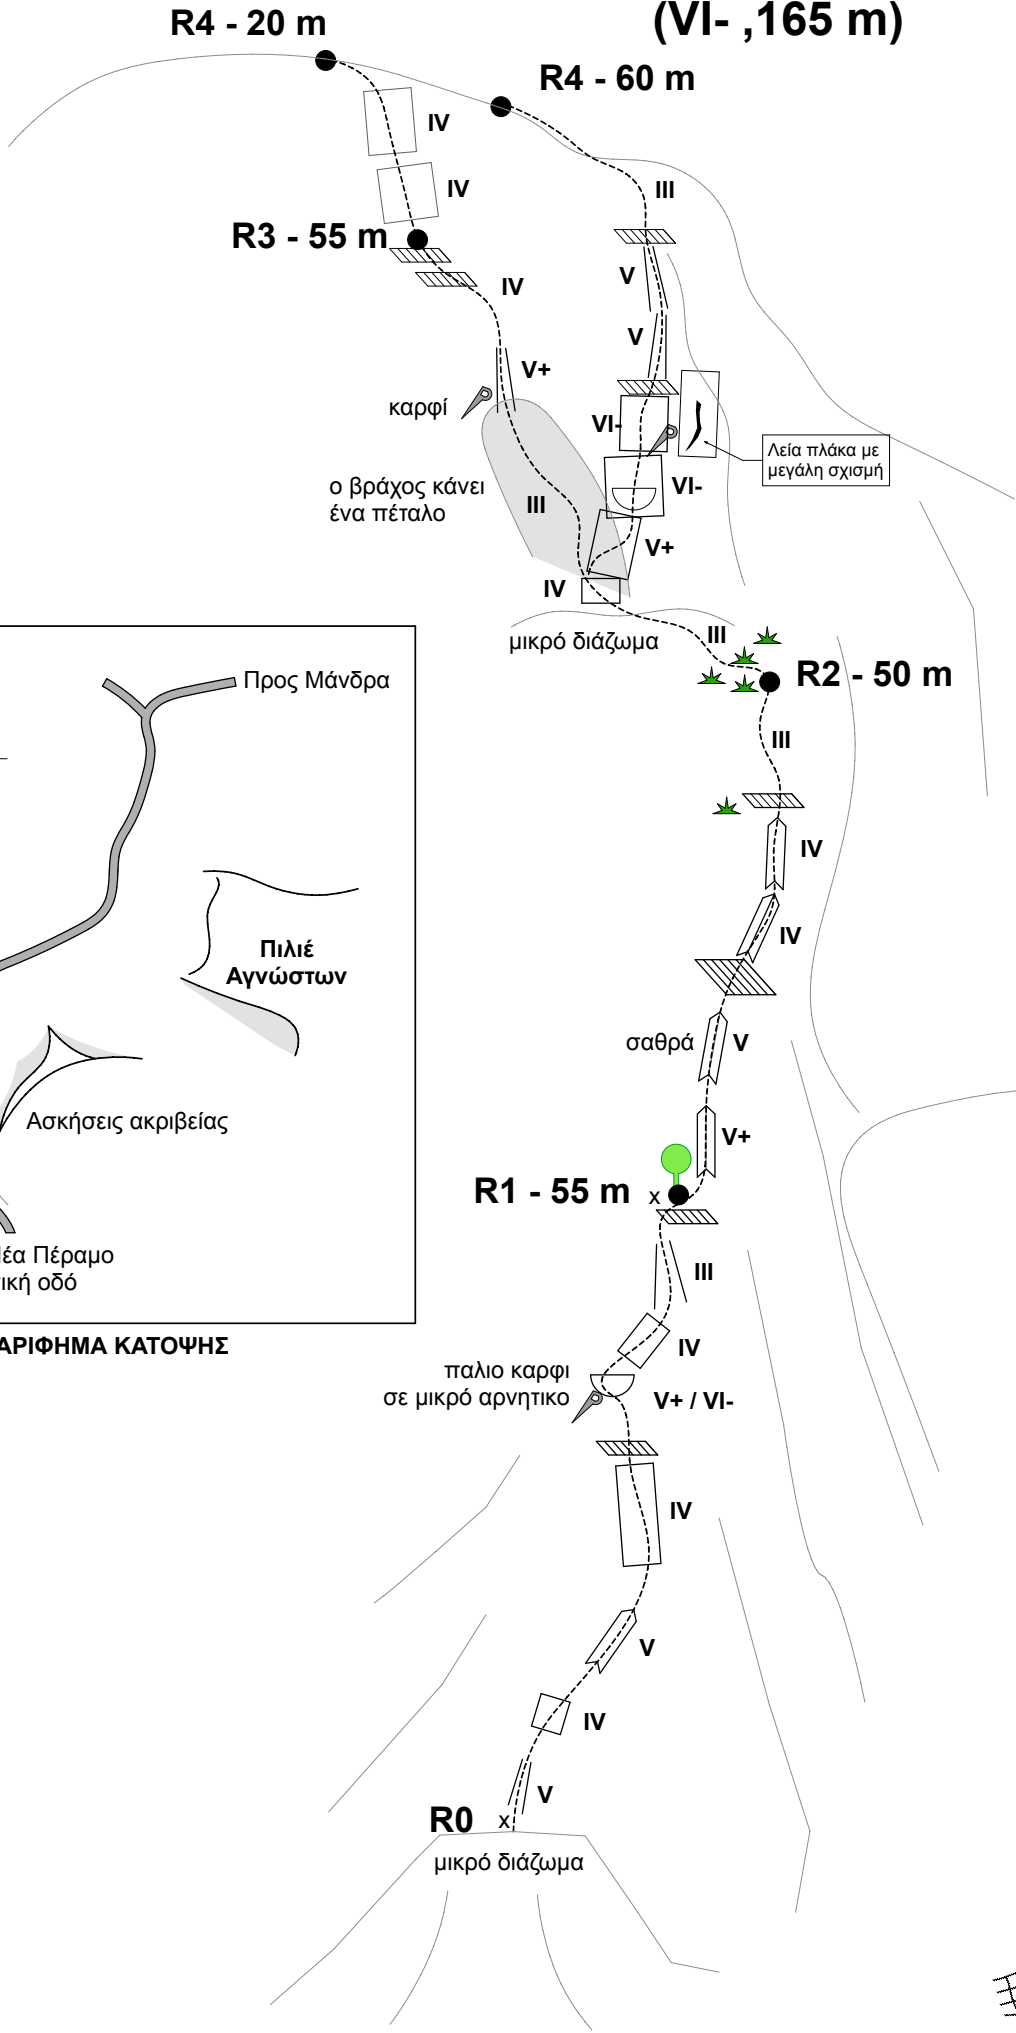 (VI- ,165 m)
R4 - 20 m
R4 - 60 m
IV
IV
III
R3 - 55 m
V
IV
V
V+
καρφί
VI-
Λεία πλάκα με
μεγάλη σχισμή
ο βράχος κάνει
ένα πέταλο
VI-
III
V+
IV
μικρό διάζωμα
III
R2 - 50 m
III
IV
IV
σαθρά
V
V+
R1 - 55 m
x
III
IV
παλιο καρφι
σε μικρό αρνητικο
V+ / VI-
IV
V
IV
V
R0
x
μικρό διάζωμα
Προς Μάνδρα
Πιλιέ
Αγνώστων
Ασκήσεις ακριβείας
έα Πέραμο
ική οδό
ΑΡΙΦΗΜΑ ΚΑΤΟΨΗΣ